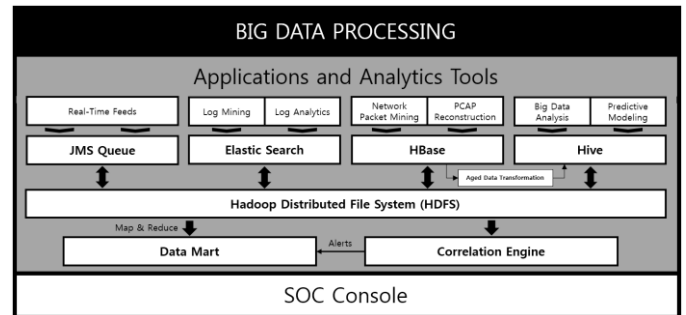 BIG DATA PROCESSING
Applications and Analytics Tools
Real-Time Feeds
Log Mining
Log Analytics
Network
Packet Mining
PCAP
Reconstruction
Big Data
Analysis
Predictive
Modeling
JMS Queue
Elastic Search
HBase
Hive
Aged Data Transformation
Hadoop Distributed File System (HDFS)
Map & Reduce
Data Mart
Alerts
Correlation Engine
SOC Console